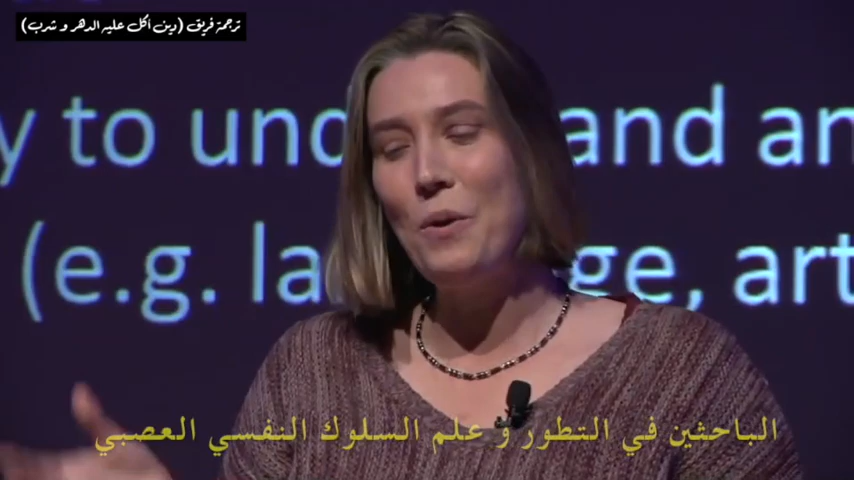 ترجمة فريق (دين أكل عليه الدهر و شرب)
y to und and an
(e.g. la ge, art
الباحثين في التطور و علم السلوك النفسي العصبي